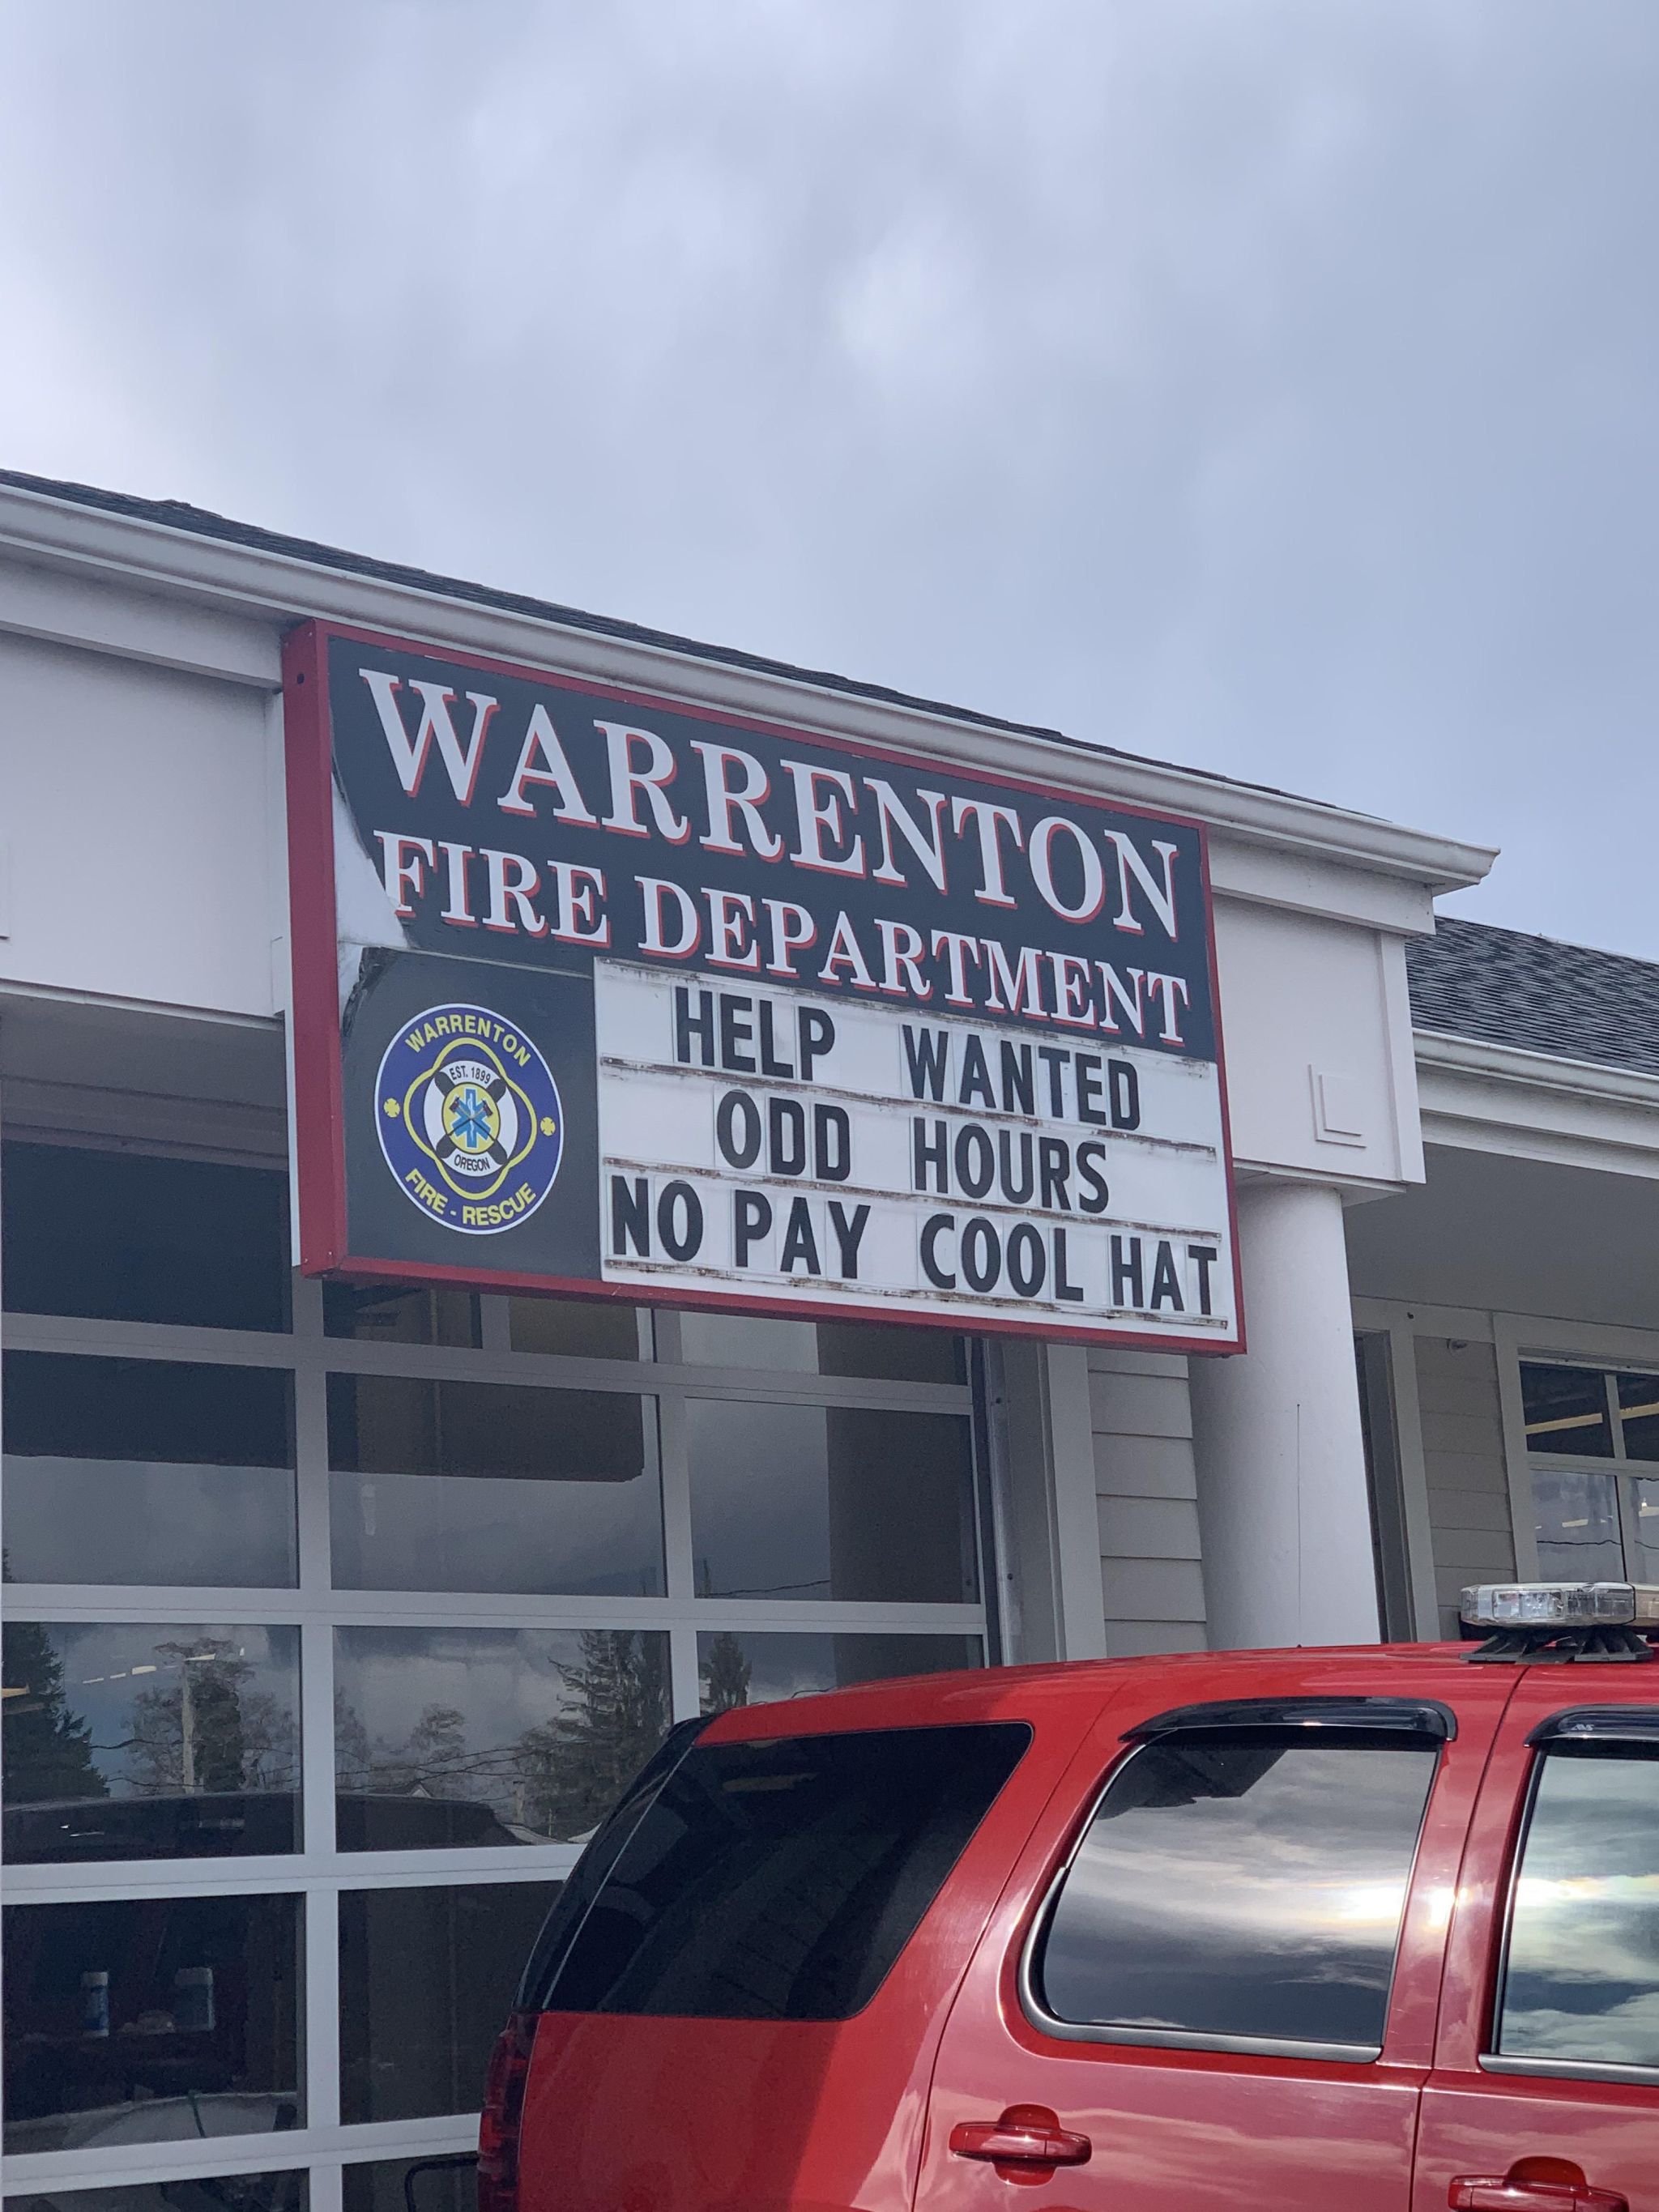 WARRENTON
FIRE DEPARTMENT
WARRENTON
EST. 1899
OREGON
FIRE - RESCUE
HELP WANTED
ODD HOURS
NO PAY COOL HAT